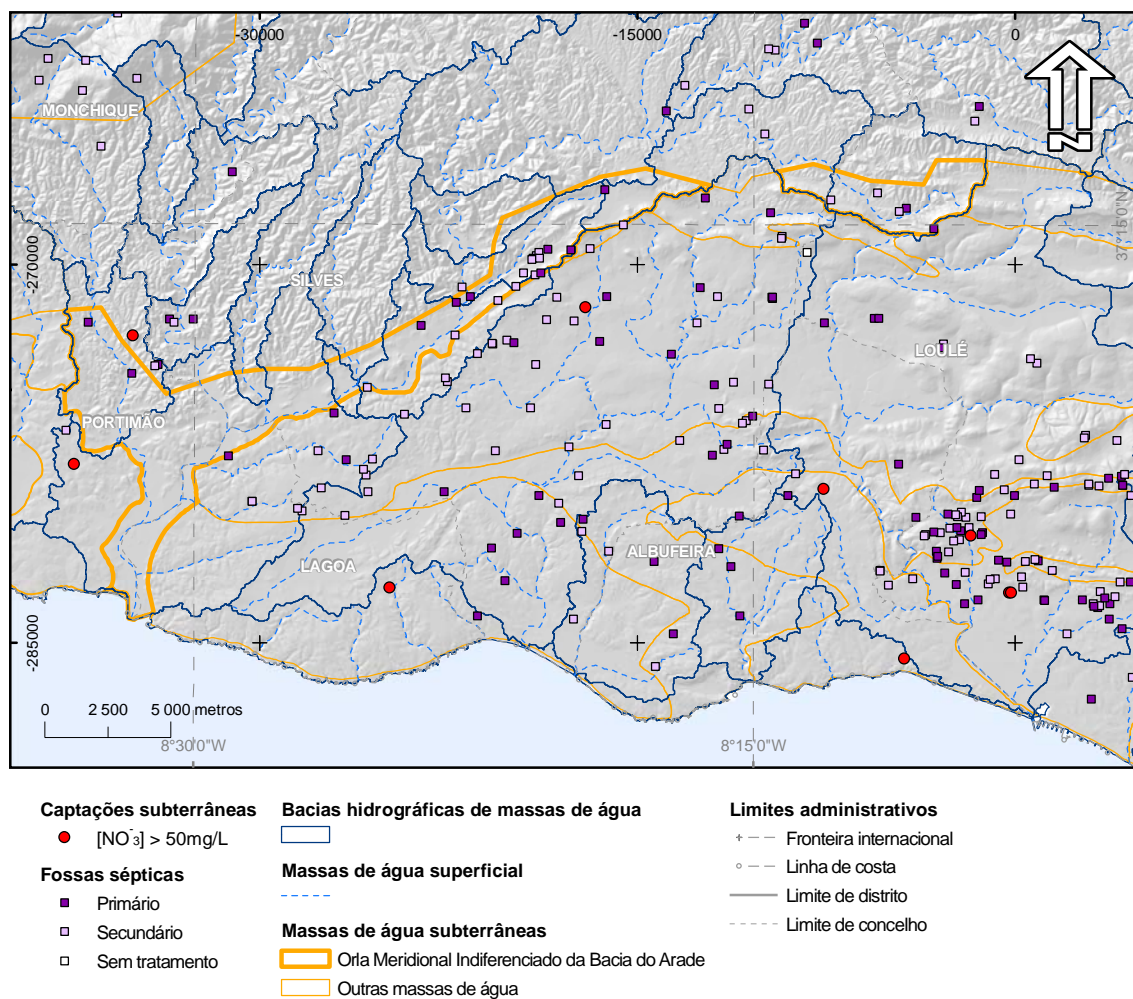 -30000
-15000
0
N
MONCHIQUE
37°15'0"N
-270000
SILVES
LOULÉ
PORTIMÃO
ALBUFEIRA
LAGOA
-285000
0 2 500 5 000 metros
8°30'0"W
8°15'0"W
Captações subterrâneas
[NO-3] > 50mg/L
Fossas sépticas
Primário
Secundário
Sem tratamento
Bacias hidrográficas de massas de água
Massas de água superficial
Massas de água subterrâneas
Orla Meridional Indiferenciado da Bacia do Arade
Outras massas de água
Limites administrativos
Fronteira internacional
Linha de costa
Limite de distrito
Limite de concelho